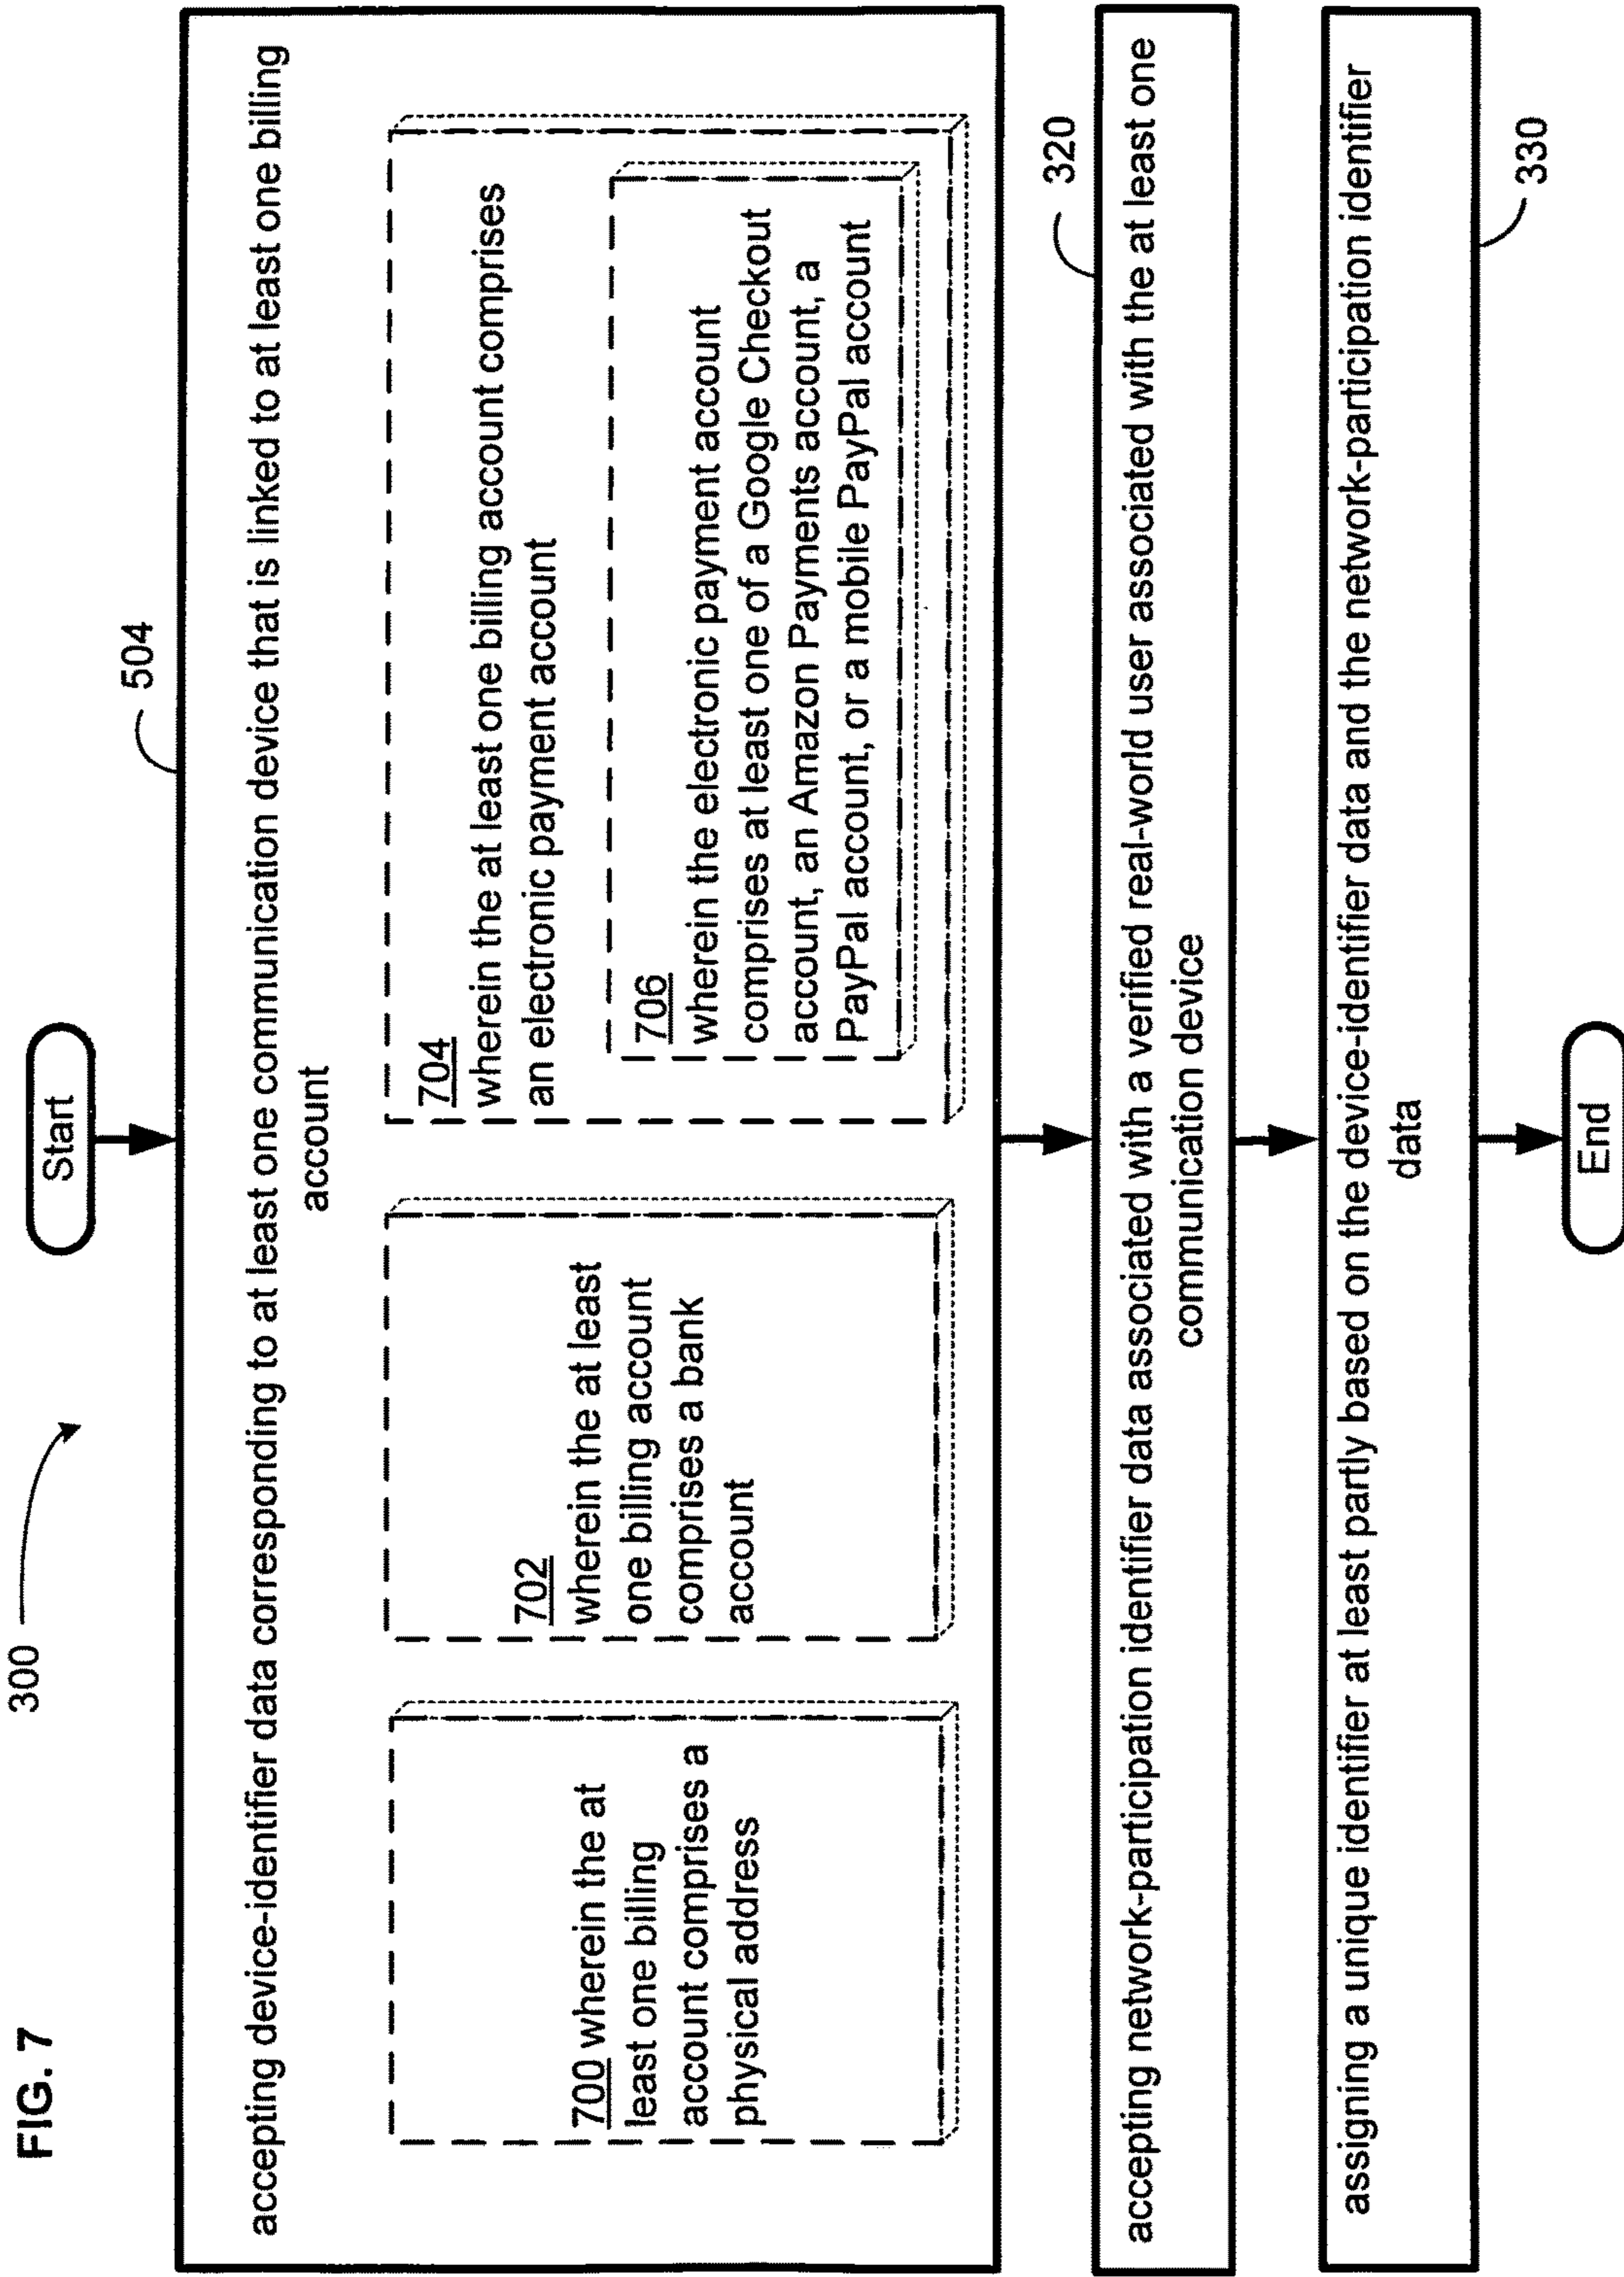 FIG. 7
300
Start
504
accepting device-identifier data corresponding to at least one communication device that is linked to at least one billing
account
700 wherein the at
least one billing
account comprises a
physical address
702
wherein the at least
one billing account
comprises a bank
account
704
wherein the at least one billing account comprises
an electronic payment account
706
wherein the electronic payment account
comprises at least one of a Google Checkout
account, an Amazon Payments account, a
PayPal account, or a mobile PayPal account
320
accepting network-participation identifier data associated with a verified real-world user associated with the at least one
communication device
assigning a unique identifier at least partly based on the device-identifier data and the network-participation identifier
data
330
End